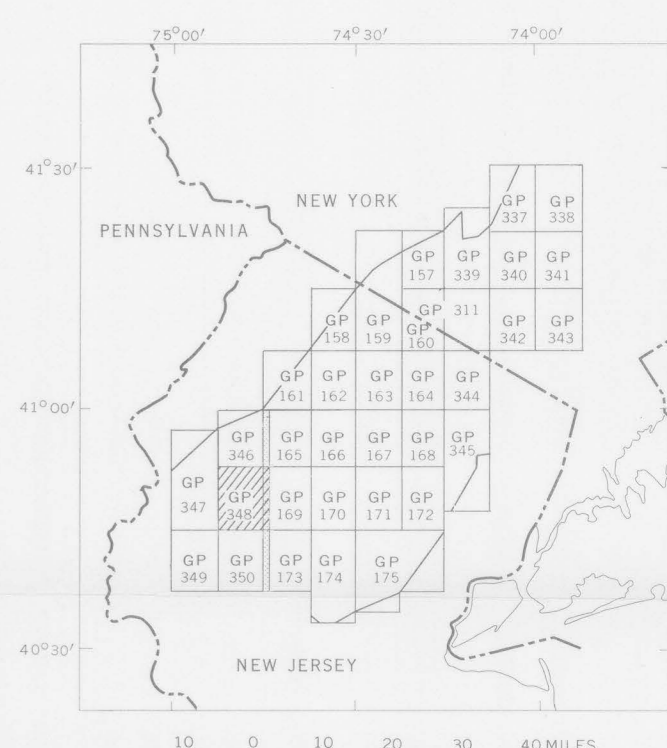 75°00′ 74°30′ 74°00′
41°30′
NEW YORK
PENNSYLVANIA
GP GP
337 338
GP GP GP GP
157 339 340 341
GP 311
GP GP GP GP GP
158 159 160 342 343
GP GP GP GP GP
161 162 163 164 344
41°00′
GP GP GP GP GP GP
346 165 166 167 168 345
GP GP GP GP GP GP
347 348 169 170 171 172
GP GP GP GP GP
349 350 173 174 175
40°30′
NEW JERSEY
10 0 10 20 30 40 MILES